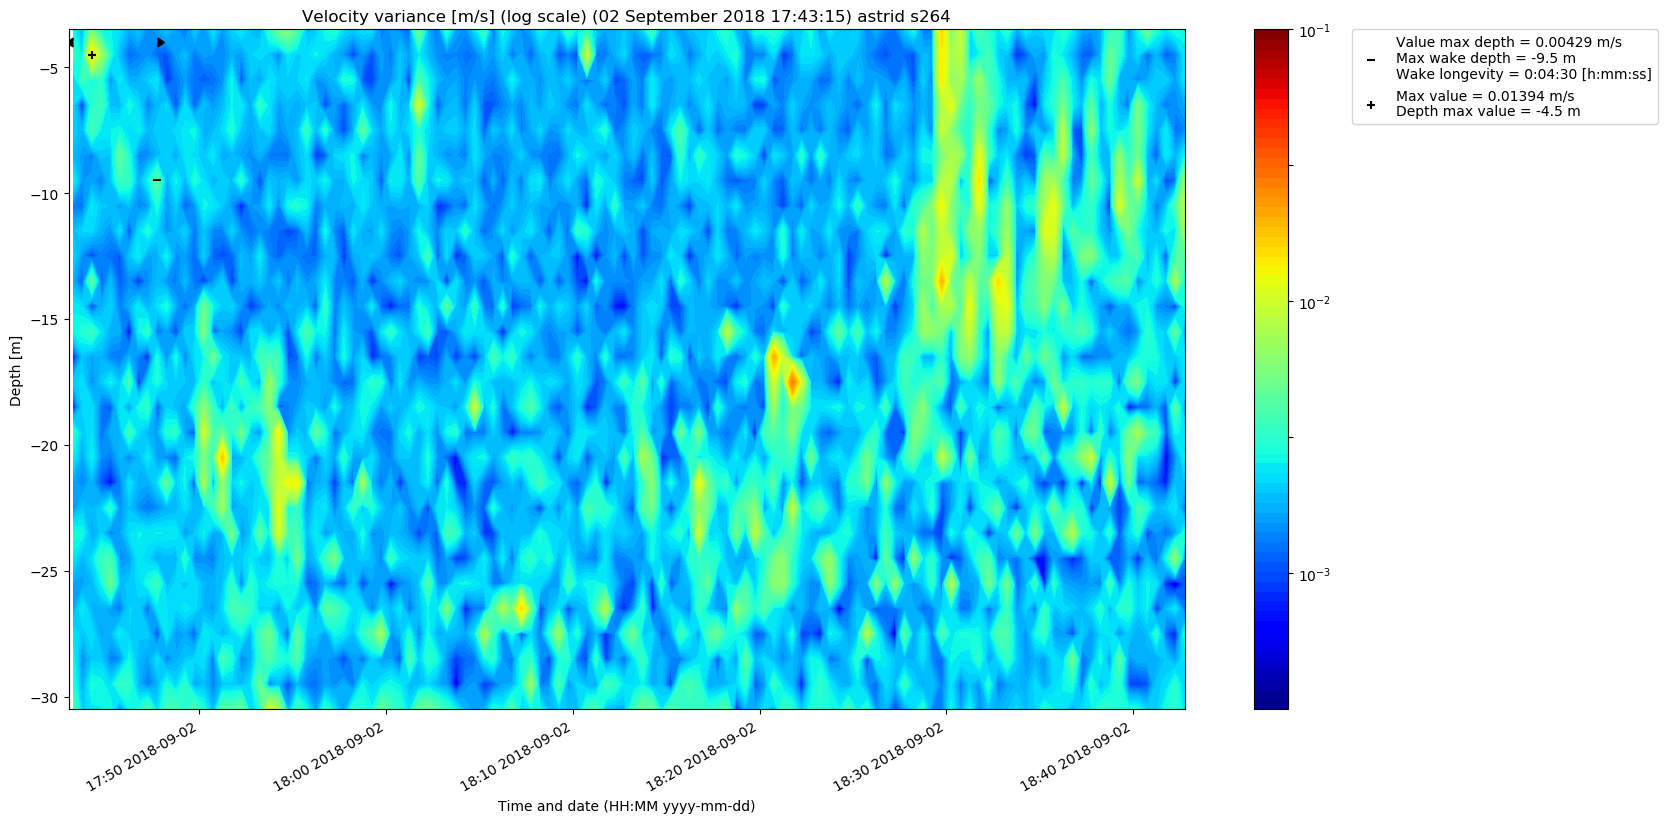 Velocity variance [m/s] (log scale) (02 September 2018 17:43:15) astrid s264
Value max depth = 0.00429 m/s
Max wake depth = -9.5 m
Wake longevity = 0:04:30 [h:mm:ss]
Max value = 0.01394 m/s
Depth max value = -4.5 m
Depth [m]
−5
−10
−15
−20
−25
−30
10⁻¹
10⁻²
10⁻³
17:50 2018-09-02
18:00 2018-09-02
18:10 2018-09-02
18:20 2018-09-02
18:30 2018-09-02
18:40 2018-09-02
Time and date (HH:MM yyyy-mm-dd)